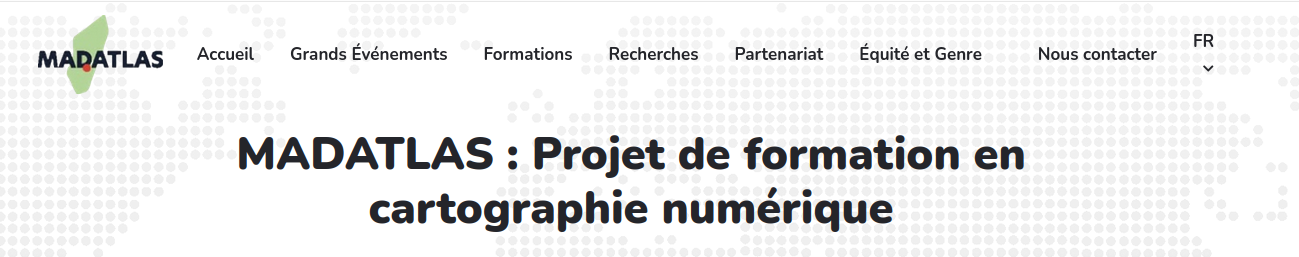 MADATLAS Accueil Grands Événements Formations Recherches Partenariat Équité et Genre Nous contacter FR
MADATLAS : Projet de formation en
cartographie numérique